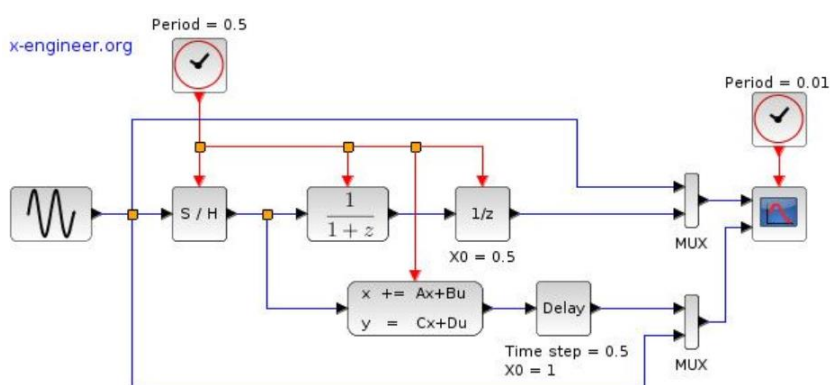 Period = 0.5
x-engineer.org
Period = 0.01
S / H
1
1 + z
1/z
MUX
X0 = 0.5
x += Ax+Bu
y = Cx+Du
Delay
Time step = 0.5
X0 = 1
MUX